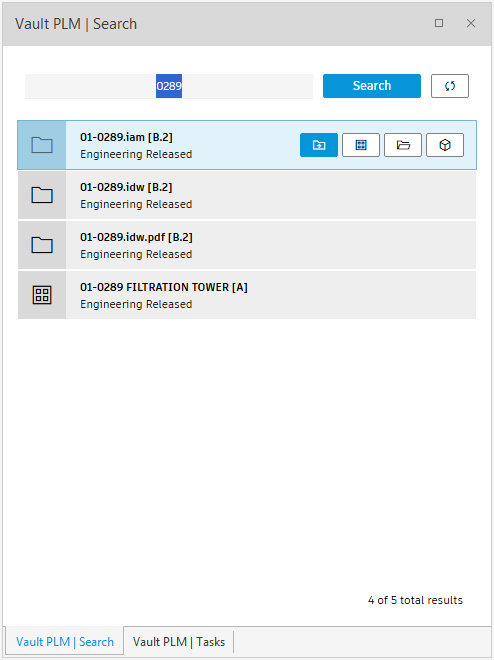 Vault PLM | Search
0289
Search
01-0289.iam [B.2]
Engineering Released
01-0289.idw [B.2]
Engineering Released
01-0289.idw.pdf [B.2]
Engineering Released
01-0289 FILTRATION TOWER [A]
Engineering Released
4 of 5 total results
Vault PLM | Search
Vault PLM | Tasks